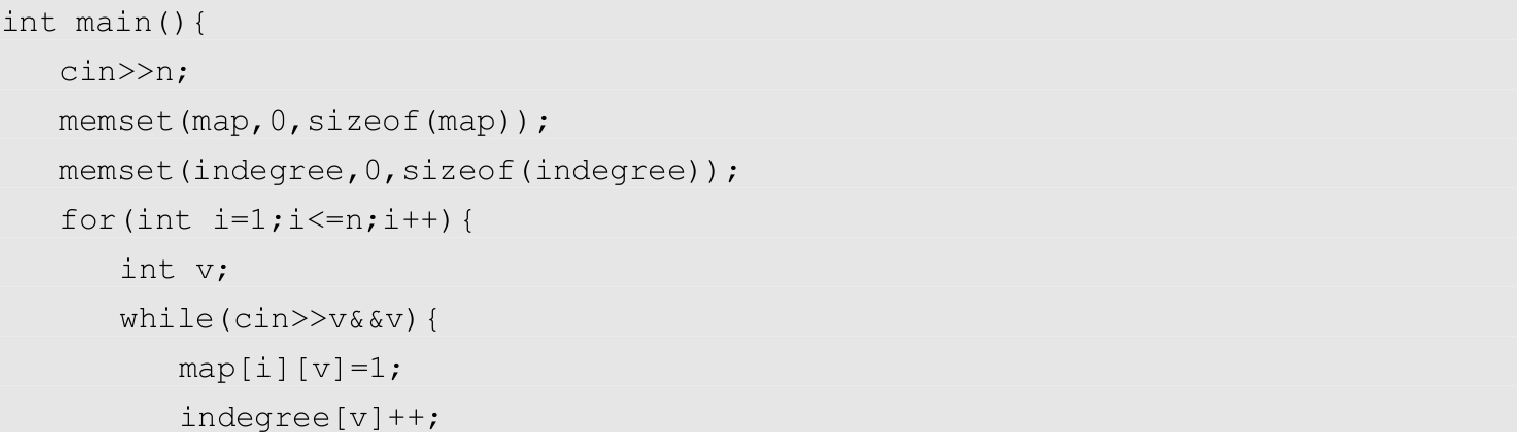 int main(){
cin>>n;
memset(map,0,sizeof(map));
memset(indegree,0,sizeof(indegree));
for(int i=1;i<=n;i++){
int v;
while(cin>>v&&v){
map[i][v]=1;
indegree[v]++;